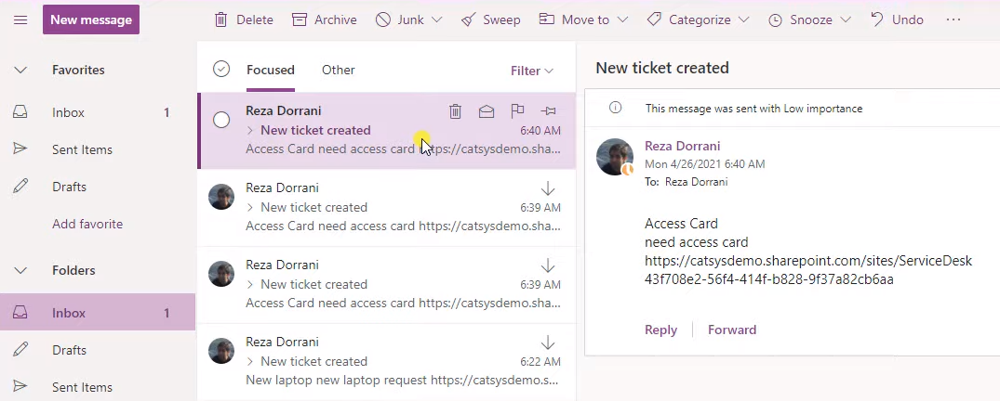 New message
Delete
Archive
Junk
Sweep
Move to
Categorize
Snooze
Undo
Favorites
Inbox 1
Sent Items
Drafts
Add favorite
Folders
Inbox 1
Drafts
Sent Items
Focused
Other
Filter
Reza Dorrani
New ticket created 6:40 AM
Access Card need access card https://catsysdemo.sha...
Reza Dorrani
New ticket created 6:39 AM
Access Card need access card https://catsysdemo.sha...
Reza Dorrani
New ticket created 6:39 AM
Access Card need access card https://catsysdemo.sha...
Reza Dorrani
New ticket created 6:22 AM
New laptop new laptop request https://catsysdemo.s...
New ticket created
This message was sent with Low importance
Reza Dorrani
Mon 4/26/2021 6:40 AM
To: Reza Dorrani
Access Card
need access card
https://catsysdemo.sharepoint.com/sites/ServiceDesk
43f708e2-56f4-414f-b828-9f37a82cb6aa
Reply
Forward